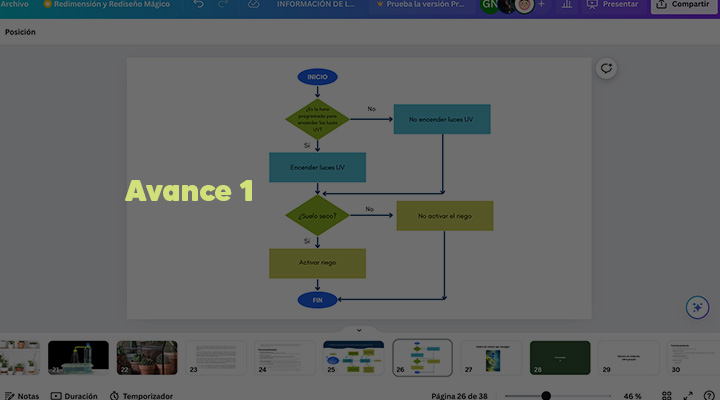 Archivo
Redimensión y Rediseño Mágico
INFORMACIÓN DE L...
Prueba la versión Pr...
GN
+
Presentar
Compartir
Posición
INICIO
¿Es la hora
programada para
encender las luces
UV?
No
No encender luces UV
Sí
Encender luces UV
Avance 1
¿Suelo seco?
No
No activar el riego
Sí
Activar riego
FIN
21
22
23
24
25
26
27
28
29
30
Notas
Duración
Temporizador
Página 26 de 38
46 %